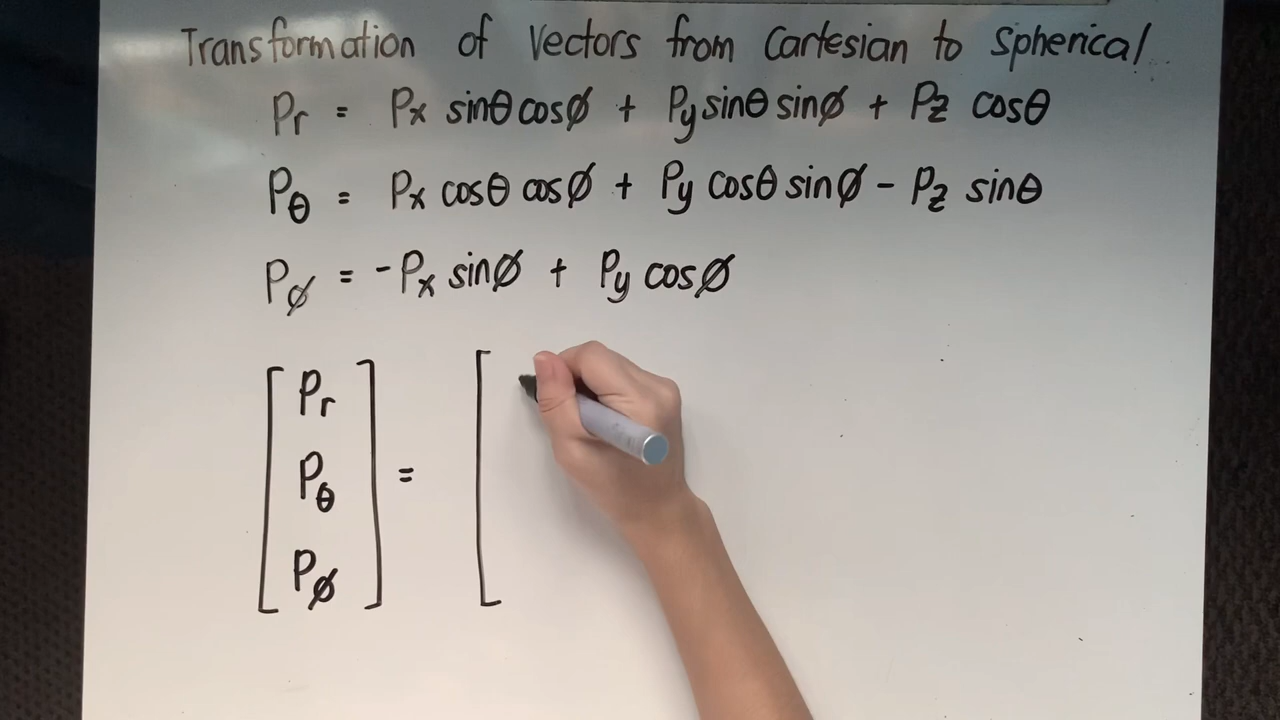 Transformation of Vectors from Cartesian to Spherical
Pr = Px sinθ cosø + Py sinθ sinø + Pz cosθ
Pθ = Px cosθ cosø + Py cosθ sinø - Pz sinθ
Pø = -Px sinø + Py cosø
[ Pr ] = [
Pθ
Pø